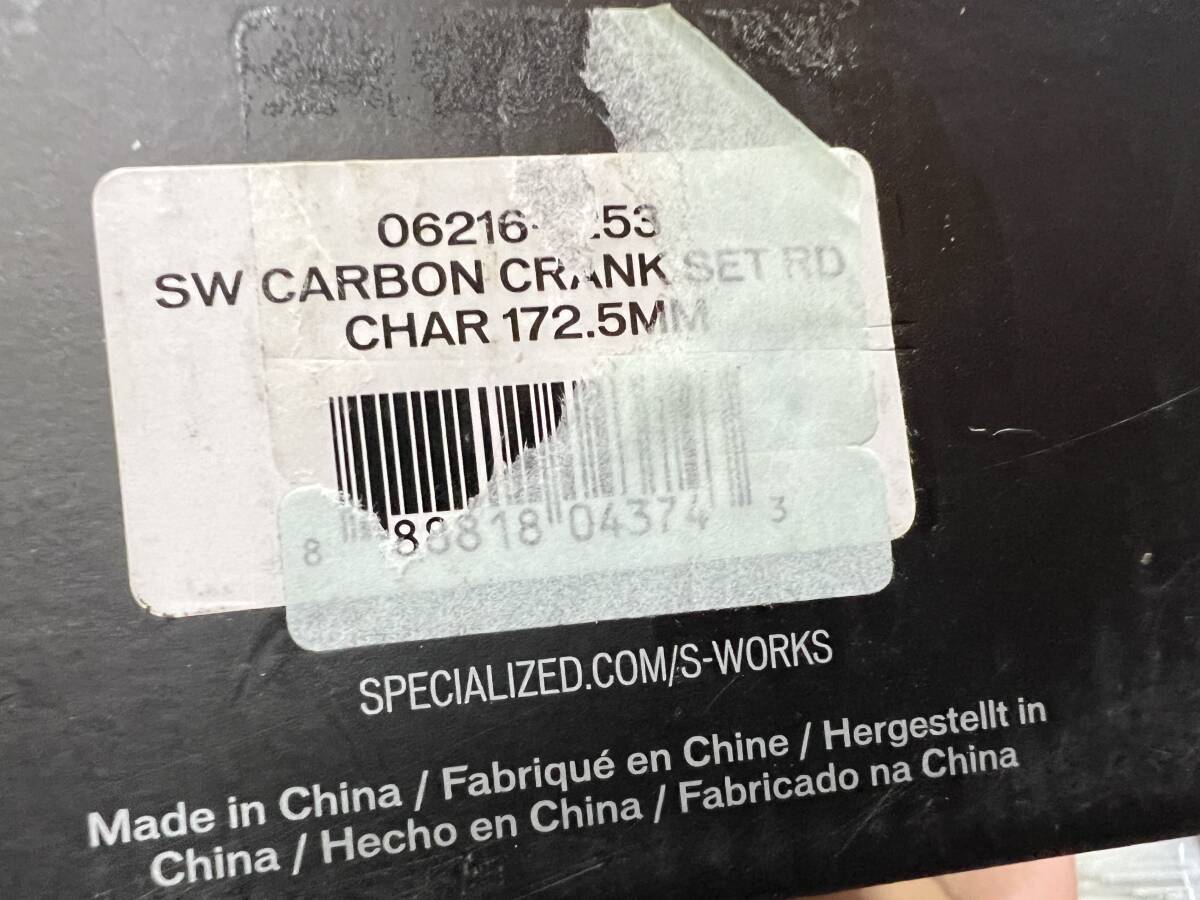 SW CARBON CRANK SET RD
CHAR 172.5MM
8 88818 04374 3
SPECIALIZED.COM/S-WORKS
Made in China / Fabriqué en Chine / Hergestellt in
China / Hecho en China / Fabricado na China